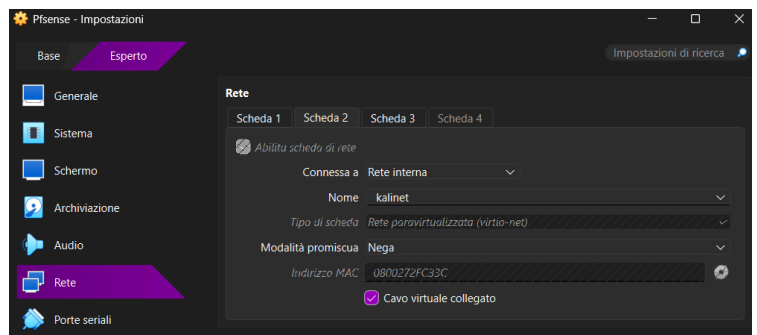 Pfsense - Impostazioni
Base Esperto Impostazioni di ricerca
Generale
Sistema
Schermo
Archiviazione
Audio
Rete
Porte seriali
Rete
Scheda 1 Scheda 2 Scheda 3 Scheda 4
Abilita scheda di rete
Connessa a Rete interna
Nome kalinet
Tipo di scheda Rete paravirtualizzata (virtio-net)
Modalità promiscua Nega
Indirizzo MAC 0800272FC33C
Cavo virtuale collegato